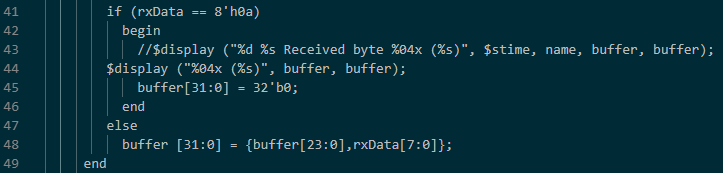 41 if (rxData == 8'h0a)
42 begin
43 //$display ("%d %s Received byte %04x (%s)", $stime, name, buffer, buffer);
44 $display ("%04x (%s)", buffer, buffer);
45 buffer[31:0] = 32'b0;
46 end
47 else
48 buffer [31:0] = {buffer[23:0],rxData[7:0]};
49 end